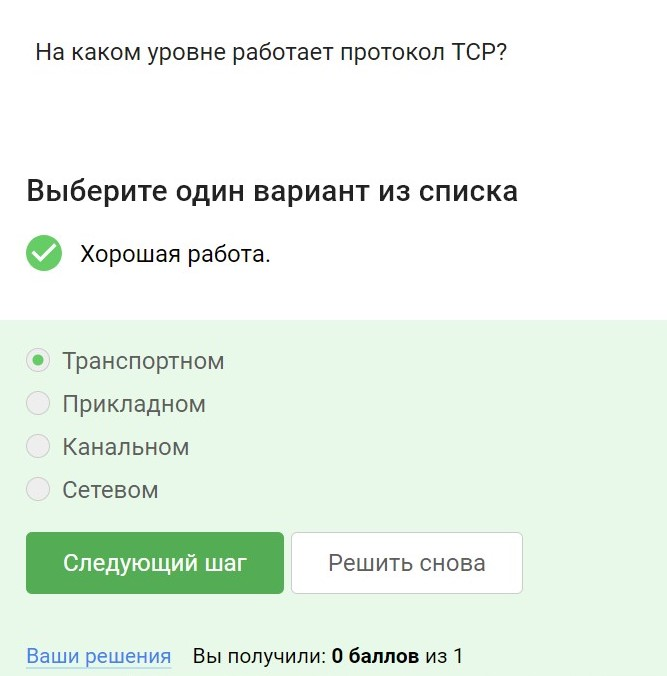 На каком уровне работает протокол TCP?
Выберите один вариант из списка
Хорошая работа.
Транспортном
Прикладном
Канальном
Сетевом
Следующий шаг
Решить снова
Ваши решения Вы получили: 0 баллов из 1